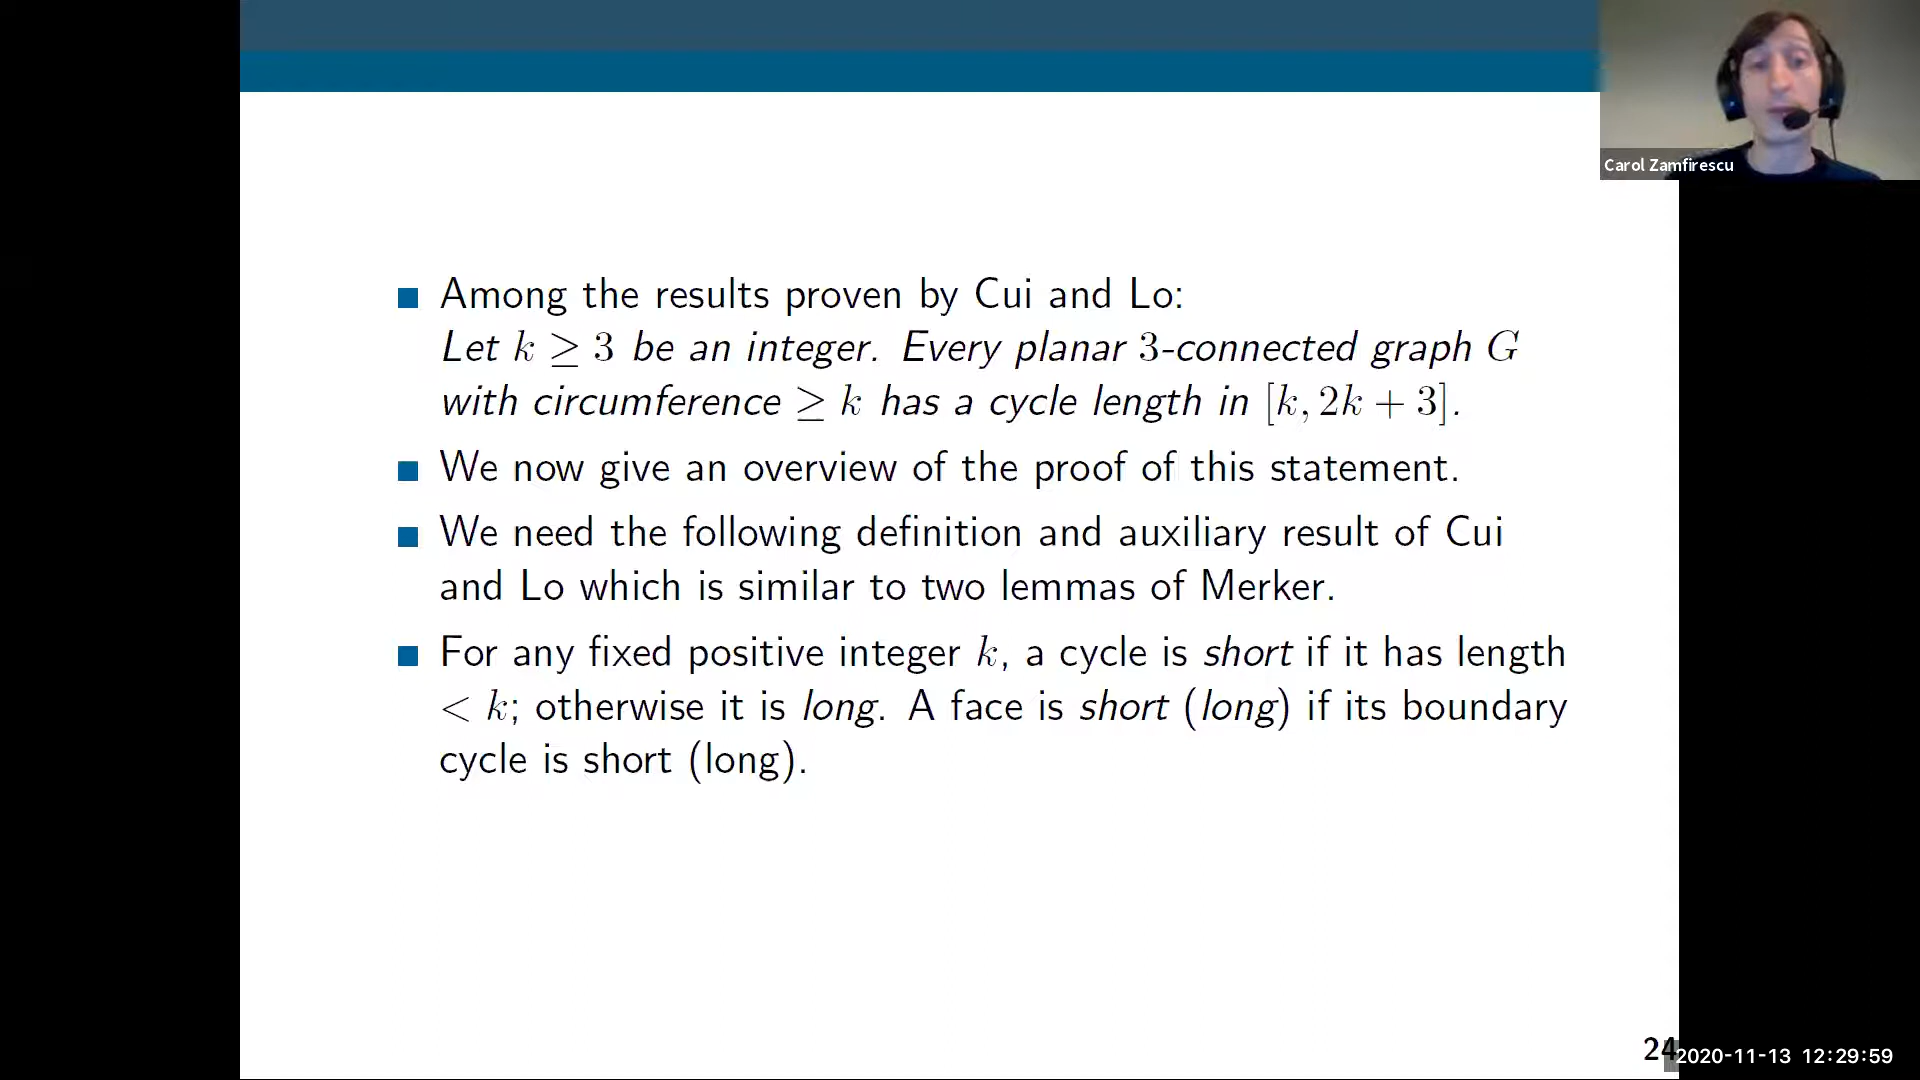 Carol Zamfirescu
Among the results proven by Cui and Lo:
Let k ≥ 3 be an integer. Every planar 3-connected graph G
with circumference ≥ k has a cycle length in [k, 2k + 3].
We now give an overview of the proof of this statement.
We need the following definition and auxiliary result of Cui
and Lo which is similar to two lemmas of Merker.
For any fixed positive integer k, a cycle is short if it has length
< k; otherwise it is long. A face is short (long) if its boundary
cycle is short (long).
24
2020-11-13 12:29:59